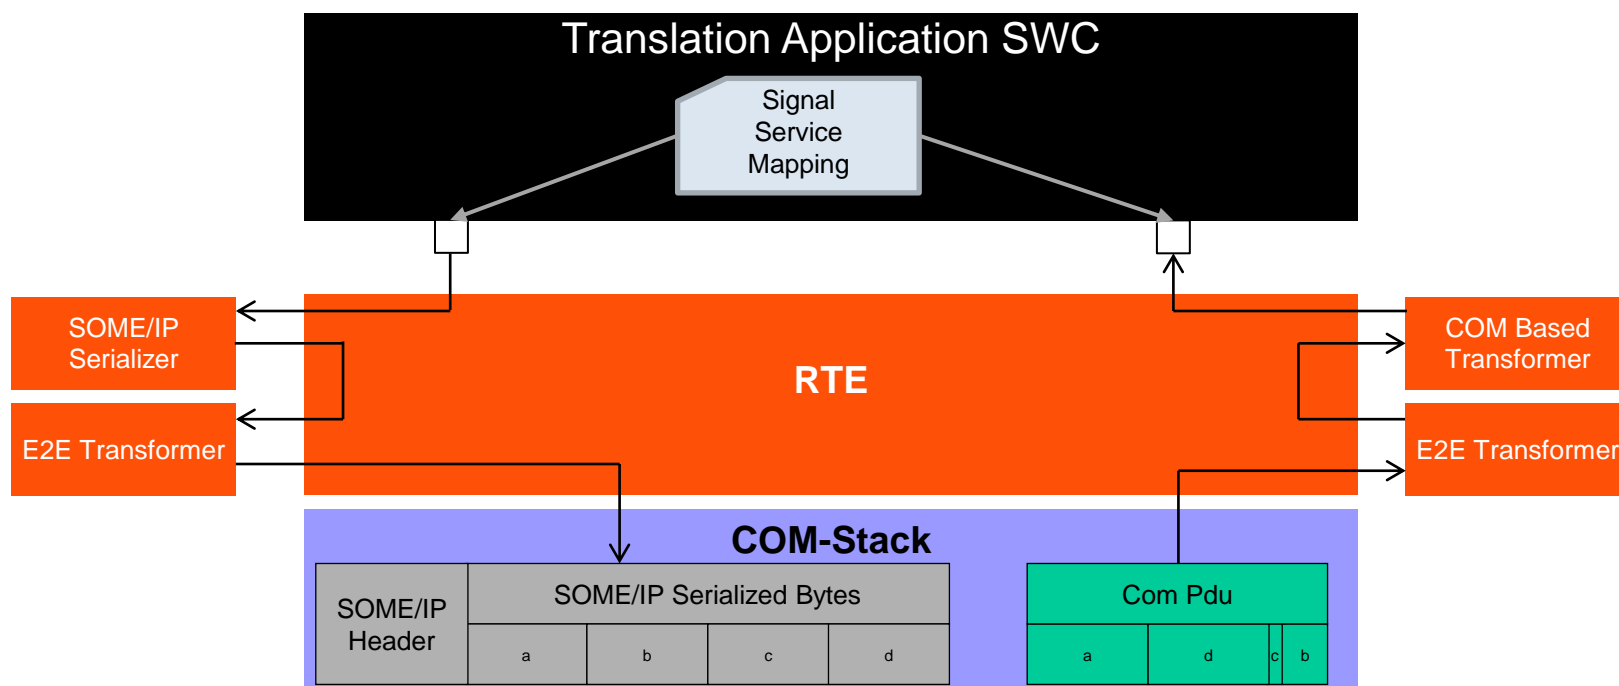 Translation Application SWC
Signal
Service
Mapping
SOME/IP
Serializer
E2E Transformer
RTE
COM Based
Transformer
E2E Transformer
COM-Stack
SOME/IP
Header
SOME/IP Serialized Bytes
a b c d
Com Pdu
a d c b